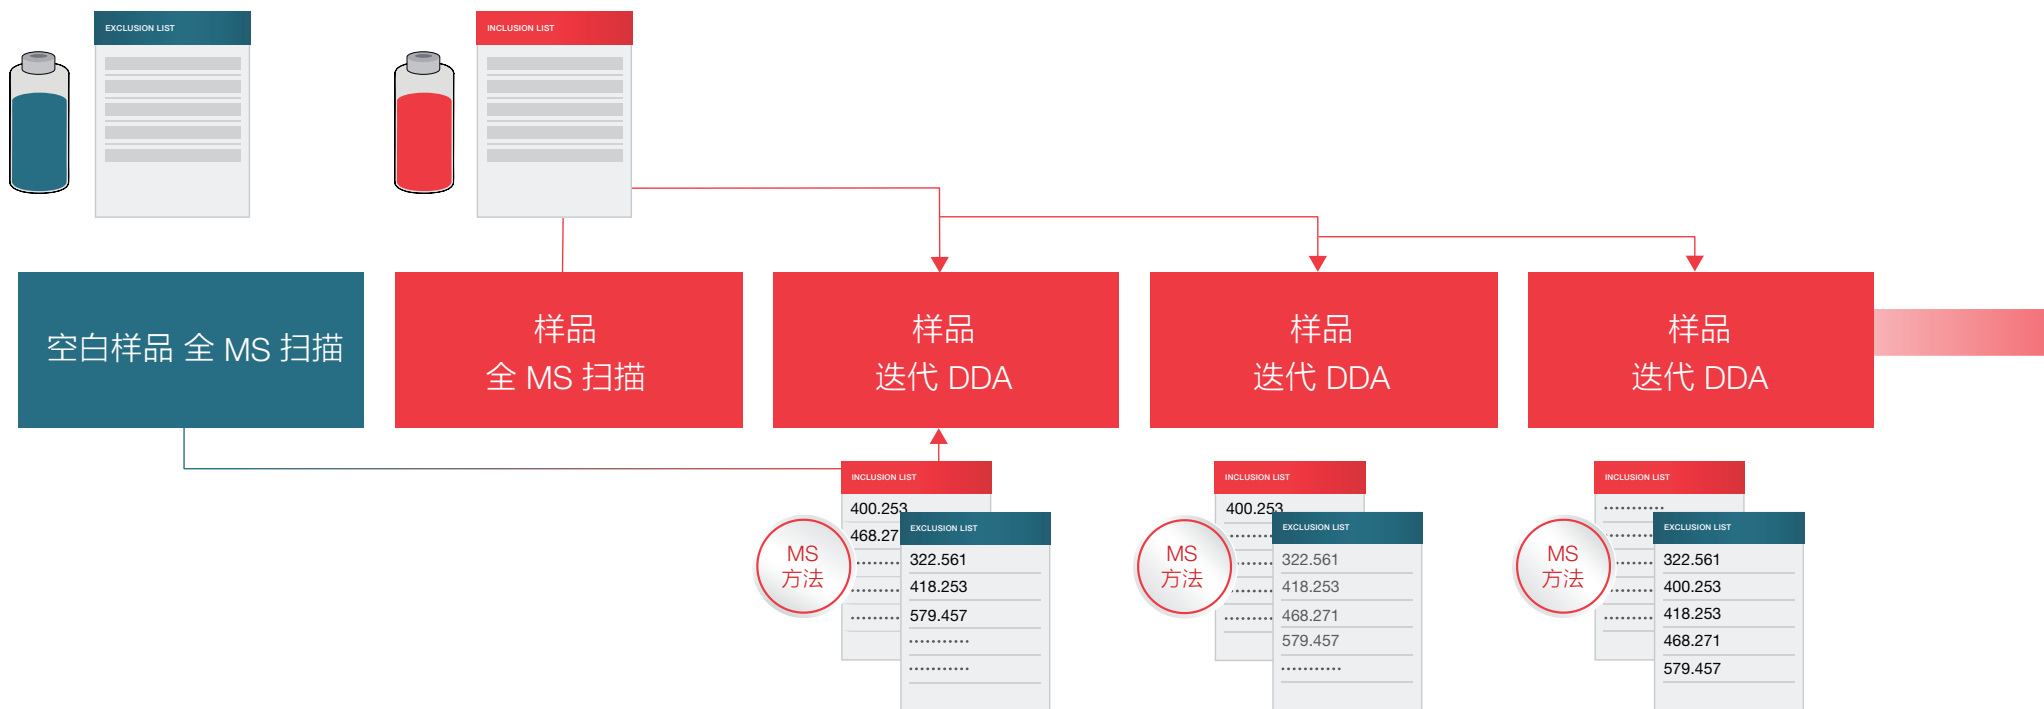 EXCLUSION LIST
INCLUSION LIST
空白样品 全 MS 扫描
样品
全 MS 扫描
样品
迭代 DDA
样品
迭代 DDA
样品
迭代 DDA
MS
方法
INCLUSION LIST
400.253
468.27
EXCLUSION LIST
322.561
418.253
579.457
...........
...........
MS
方法
INCLUSION LIST
400.253
EXCLUSION LIST
322.561
418.253
468.271
579.457
...........
MS
方法
INCLUSION LIST
...........
EXCLUSION LIST
322.561
400.253
418.253
468.271
579.457